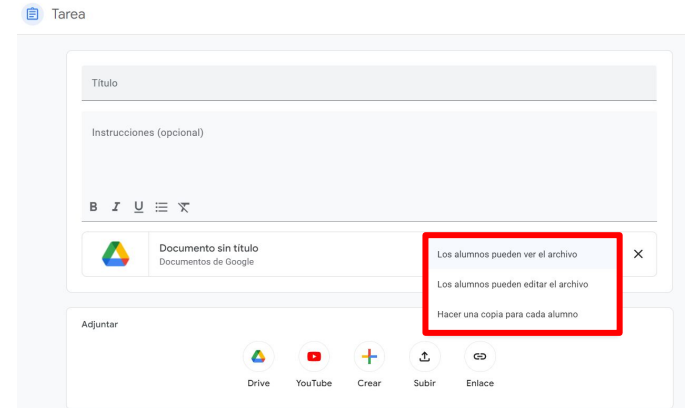 Tarea
Título
Instrucciones (opcional)
B I U
Documento sin título
Documentos de Google
Los alumnos pueden ver el archivo
Los alumnos pueden editar el archivo
Hacer una copia para cada alumno
Adjuntar
Drive YouTube Crear Subir Enlace